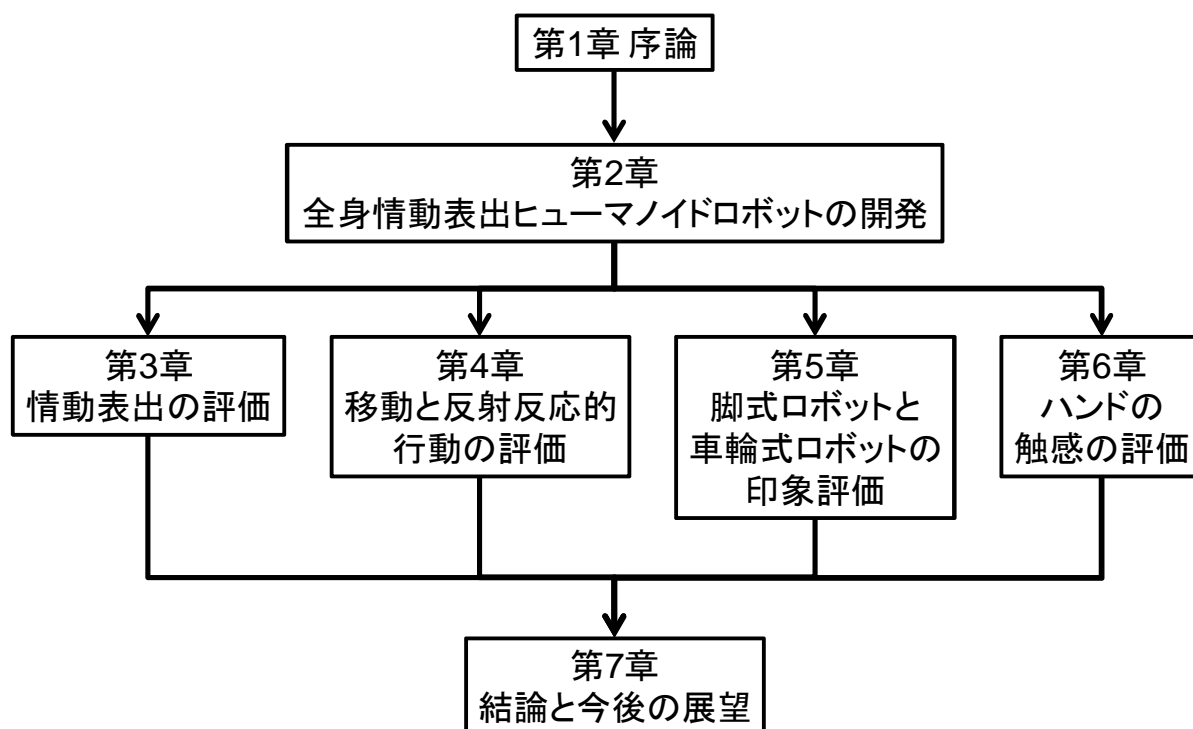 第1章 序論
第2章
全身情動表出ヒューマノイドロボットの開発
第3章
情動表出の評価
第4章
移動と反射反応的
行動の評価
第5章
脚式ロボットと
車輪式ロボットの
印象評価
第6章
ハンドの
触感の評価
第7章
結論と今後の展望